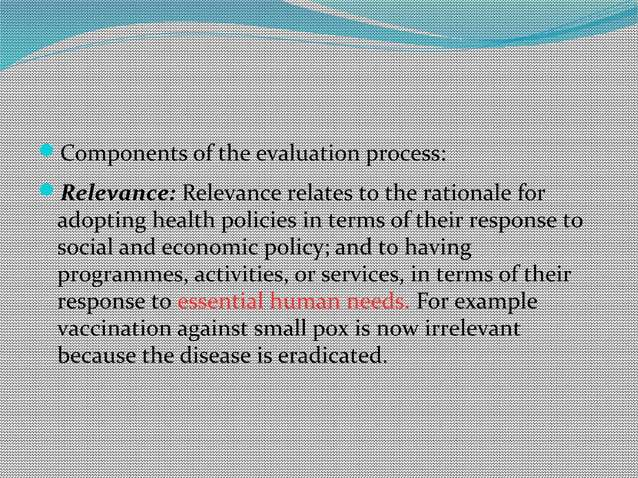 Components of the evaluation process:
Relevance: Relevance relates to the rationale for
adopting health policies in terms of their response to
social and economic policy; and to having
programmes, activities, or services, in terms of their
response to essential human needs. For example
vaccination against small pox is now irrelevant
because the disease is eradicated.